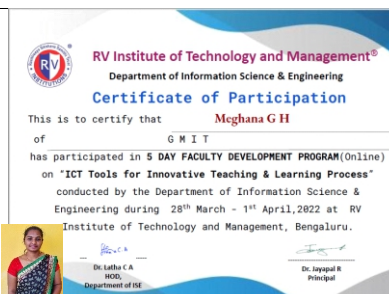 RV Institute of Technology and Management®
Department of Information Science & Engineering
Certificate of Participation
This is to certify that Meghana G H
of G M I T
has participated in 5 DAY FACULTY DEVELOPMENT PROGRAM(Online)
on "ICT Tools for Innovative Teaching & Learning Process"
conducted by the Department of Information Science &
Engineering during 28th March - 1st April,2022 at RV
Institute of Technology and Management, Bengaluru.
Dr. Latha C A
HOD,
Department of ISE
Dr. Jayapal R
Principal
RV
INSTITUTIONS